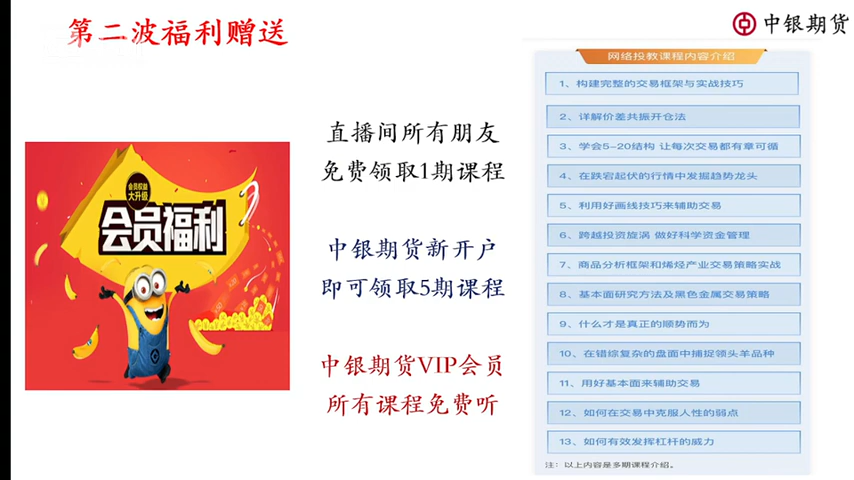 第二波福利赠送
中银期货
会员权益
大升级
会员福利
直播间所有朋友
免费领取1期课程
中银期货新开户
即可领取5期课程
中银期货VIP会员
所有课程免费听
网络投教课程内容介绍
1、构建完整的交易框架与实战技巧
2、详解价差共振开仓法
3、学会5-20结构 让每次交易都有章可循
4、在跌宕起伏的行情中发掘趋势龙头
5、利用好画线技巧来辅助交易
6、跨越投资旋涡 做好科学资金管理
7、商品分析框架和烯烃产业交易策略实战
8、基本面研究方法及黑色金属交易策略
9、什么才是真正的顺势而为
10、在错综复杂的盘面中捕捉领头羊品种
11、用好基本面来辅助交易
12、如何在交易中克服人性的弱点
13、如何有效发挥杠杆的威力
注：以上内容是多期课程介绍。